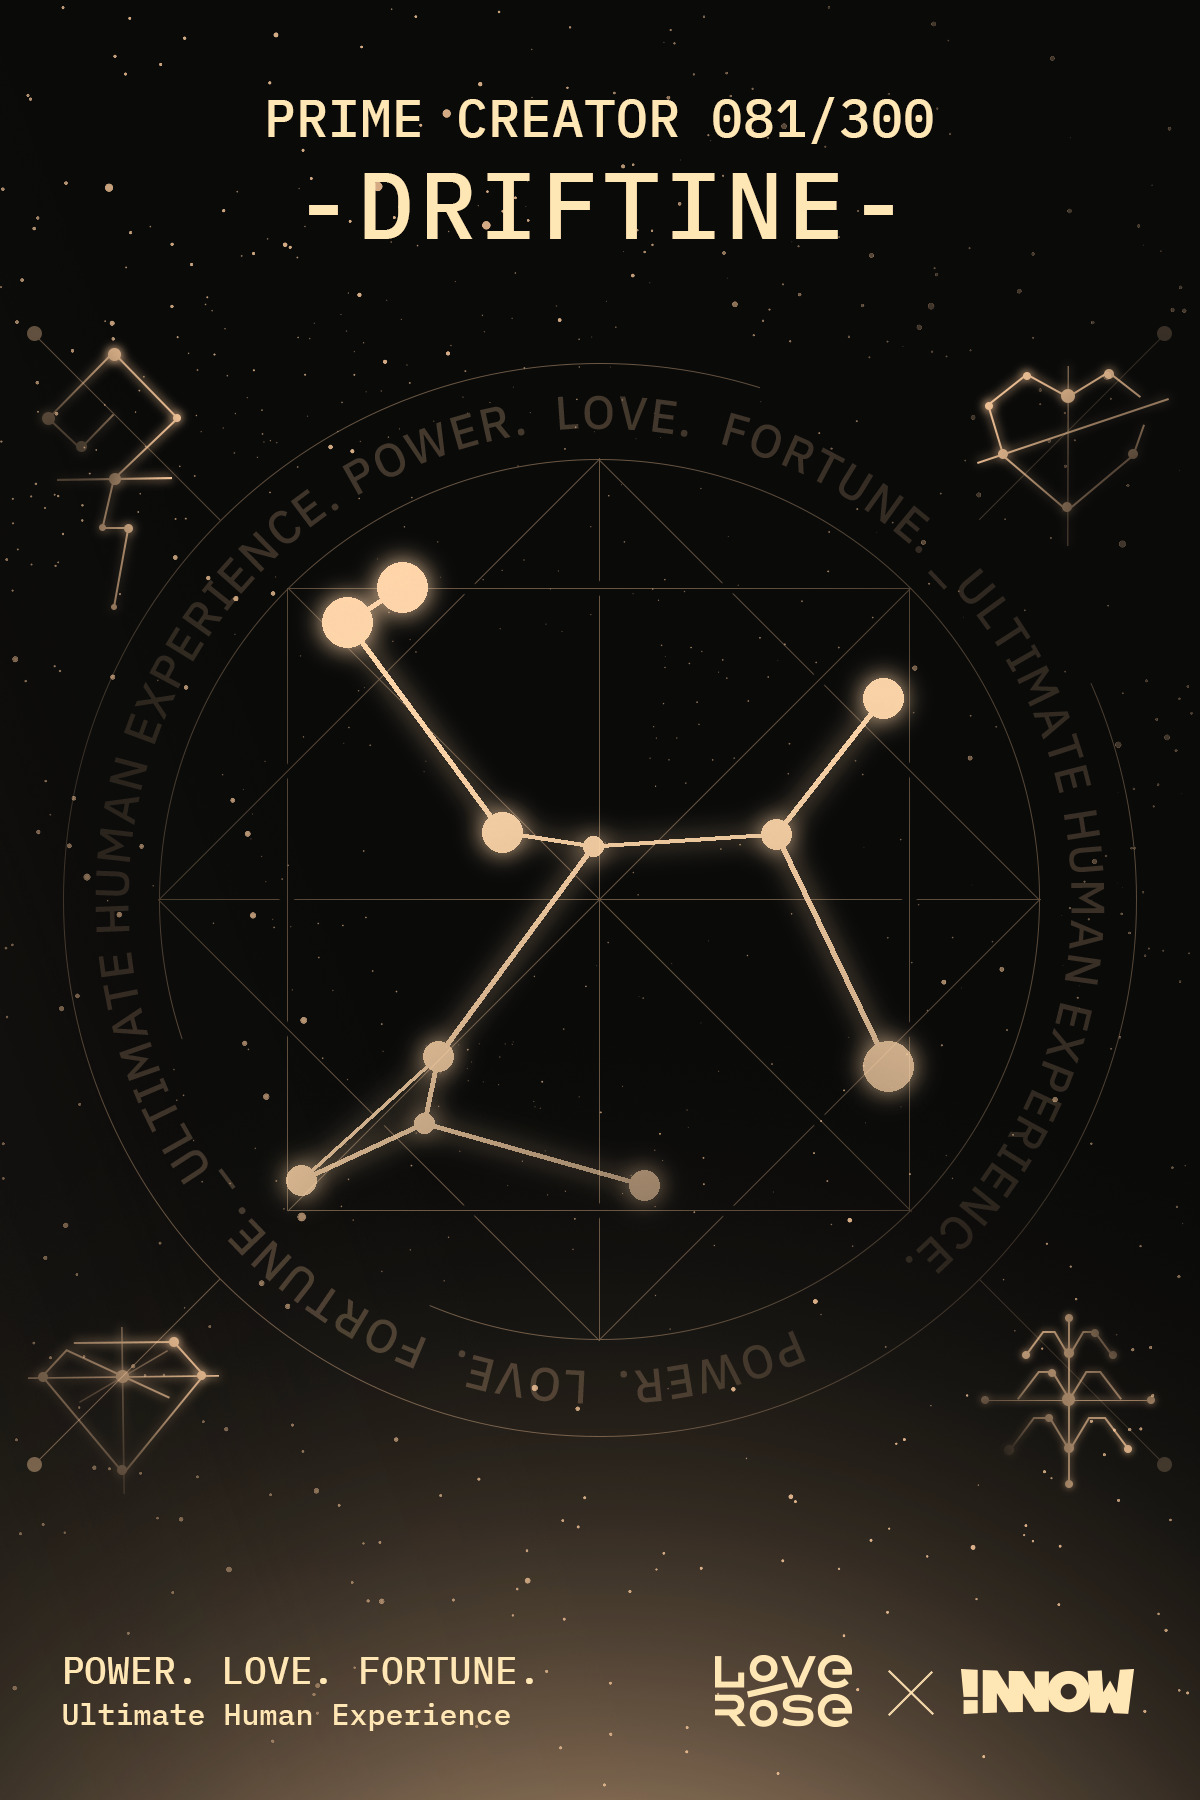 PRIME CREATOR 081/300
-DRIFTINE-
ULTIMATE HUMAN EXPERIENCE. POWER. LOVE. FORTUNE. – ULTIMATE HUMAN EXPERIENCE.
POWER. LOVE. FORTUNE. –
POWER. LOVE. FORTUNE.
Ultimate Human Experience
LOVE
ROSE
!NNOW